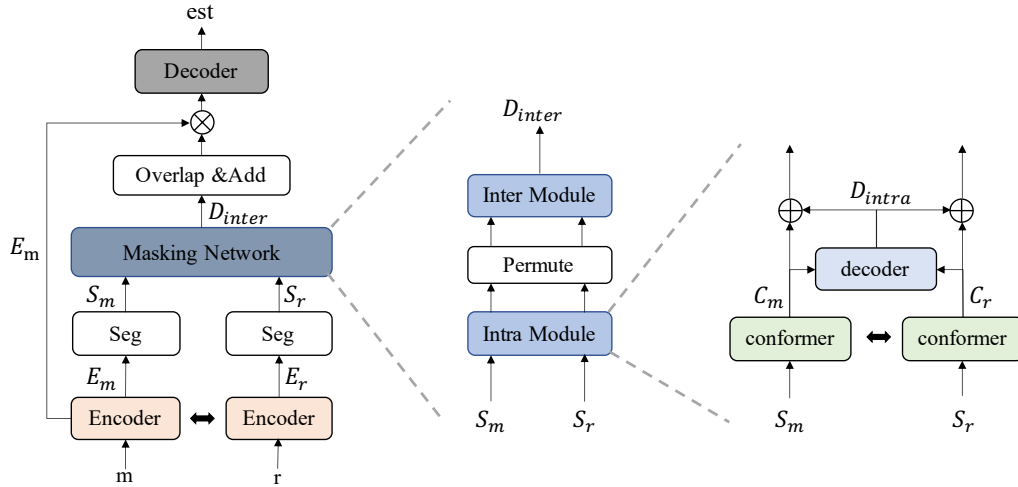 est
Decoder
Overlap &Add
D_inter
E_m
Masking Network
S_m S_r
Seg Seg
E_m E_r
Encoder Encoder
m r
D_inter
Inter Module
Permute
Intra Module
S_m S_r
D_intra
decoder
C_m C_r
conformer conformer
S_m S_r